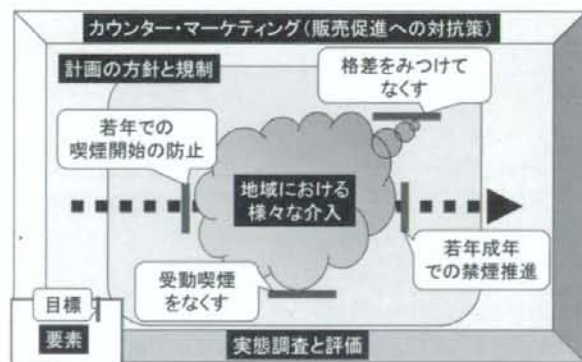 カウンター・マーケティング(販売促進への対抗策)
計画の方針と規制
格差をみつけて
なくす
若年での
喫煙開始の防止
地域における
様々な介入
若年成年
での禁煙推進
受動喫煙
をなくす
目標
要素
実態調査と評価